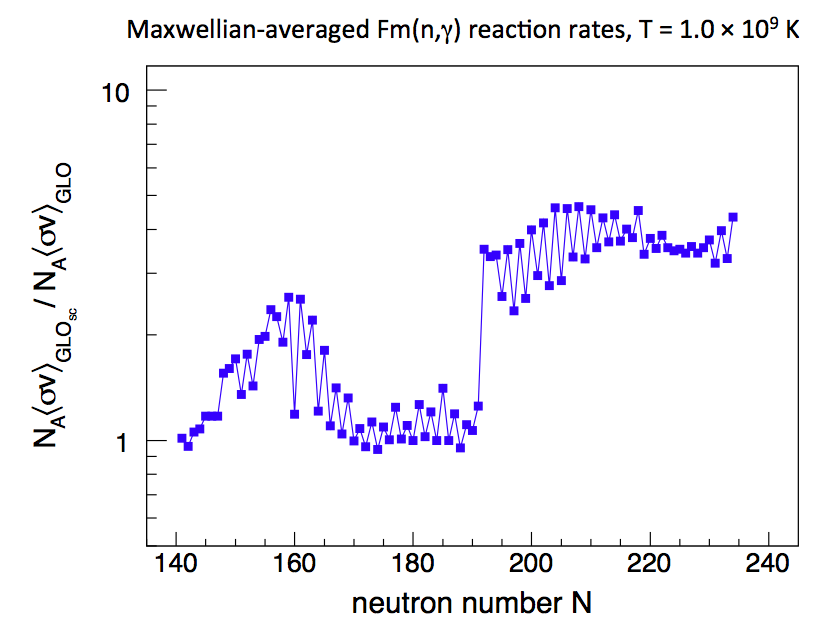 Maxwellian-averaged Fm(n,γ) reaction rates, T = 1.0 × 10⁹ K
10
1
N_A⟨σv⟩_GLO_sc / N_A⟨σv⟩_GLO
140 160 180 200 220 240
neutron number N